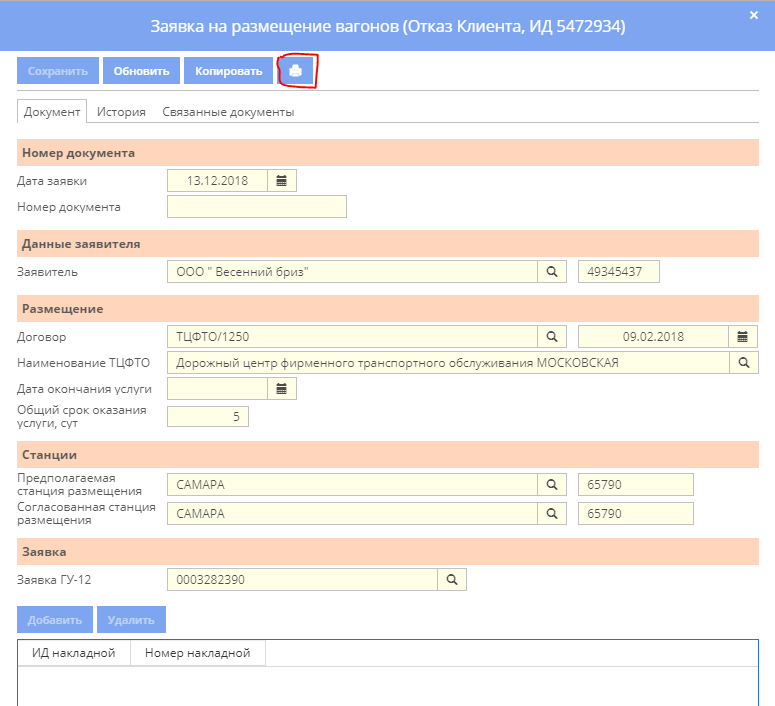 Заявка на размещение вагонов (Отказ Клиента, ИД 5472934)
×
Сохранить Обновить Копировать
Документ История Связанные документы
Номер документа
Дата заявки 13.12.2018
Номер документа
Данные заявителя
Заявитель ООО " Весенний бриз" 49345437
Размещение
Договор ТЦФТО/1250 09.02.2018
Наименование ТЦФТО Дорожный центр фирменного транспортного обслуживания МОСКОВСКАЯ
Дата окончания услуги
Общий срок оказания
услуги, сут 5
Станции
Предполагаемая
станция размещения САМАРА 65790
Согласованная станция
размещения САМАРА 65790
Заявка
Заявка ГУ-12 0003282390
Добавить Удалить
ИД накладной Номер накладной